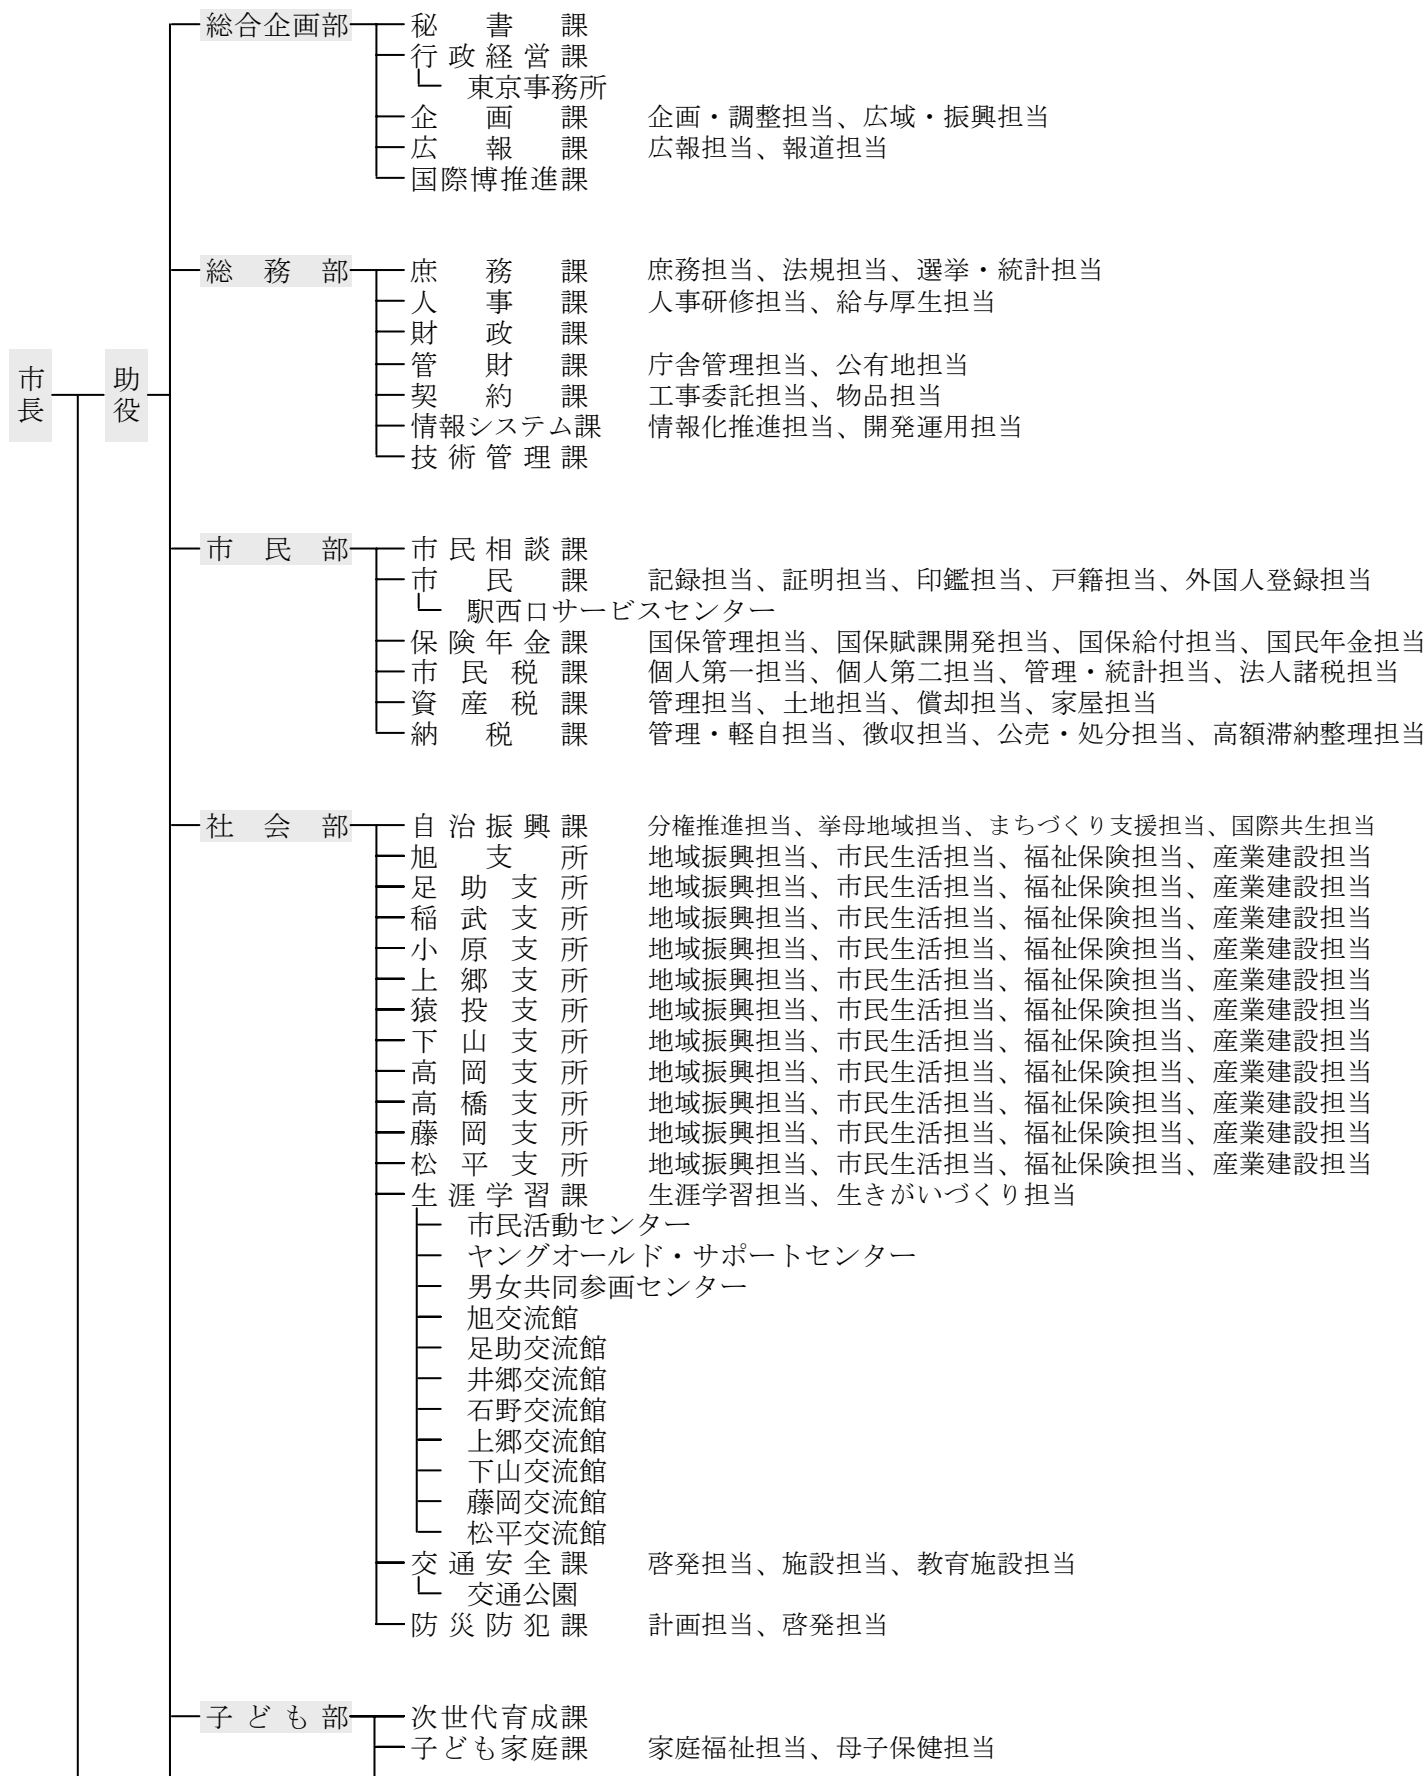 総合企画部 秘書課
行政経営課
東京事務所
企画課 企画・調整担当、広域・振興担当
広報課 広報担当、報道担当
国際博推進課
総務部 庶務課 庶務担当、法規担当、選挙・統計担当
人事課 人事研修担当、給与厚生担当
財政課
管財課 庁舎管理担当、公有地担当
市長 助役 契約課 工事委託担当、物品担当
情報システム課 情報化推進担当、開発運用担当
技術管理課
市民部 市民相談課
市民課 記録担当、証明担当、印鑑担当、戸籍担当、外国人登録担当
駅西口サービスセンター
保険年金課 国保管理担当、国保賦課開発担当、国保給付担当、国民年金担当
市民税課 個人第一担当、個人第二担当、管理・統計担当、法人諸税担当
資産税課 管理担当、土地担当、償却担当、家屋担当
納税課 管理・軽自担当、徴収担当、公売・処分担当、高額滞納整理担当
社会部 自治振興課 分権推進担当、挙母地域担当、まちづくり支援担当、国際共生担当
旭支所 地域振興担当、市民生活担当、福祉保険担当、産業建設担当
足助支所 地域振興担当、市民生活担当、福祉保険担当、産業建設担当
稲武支所 地域振興担当、市民生活担当、福祉保険担当、産業建設担当
小原支所 地域振興担当、市民生活担当、福祉保険担当、産業建設担当
上郷支所 地域振興担当、市民生活担当、福祉保険担当、産業建設担当
猿投支所 地域振興担当、市民生活担当、福祉保険担当、産業建設担当
下山支所 地域振興担当、市民生活担当、福祉保険担当、産業建設担当
高岡支所 地域振興担当、市民生活担当、福祉保険担当、産業建設担当
高橋支所 地域振興担当、市民生活担当、福祉保険担当、産業建設担当
藤岡支所 地域振興担当、市民生活担当、福祉保険担当、産業建設担当
松平支所 地域振興担当、市民生活担当、福祉保険担当、産業建設担当
生涯学習課 生涯学習担当、生きがいづくり担当
市民活動センター
ヤングオールド・サポートセンター
男女共同参画センター
旭交流館
足助交流館
井郷交流館
石野交流館
上郷交流館
下山交流館
藤岡交流館
松平交流館
交通安全課 啓発担当、施設担当、教育施設担当
交通公園
防災防犯課 計画担当、啓発担当
子ども部 次世代育成課
子ども家庭課 家庭福祉担当、母子保健担当